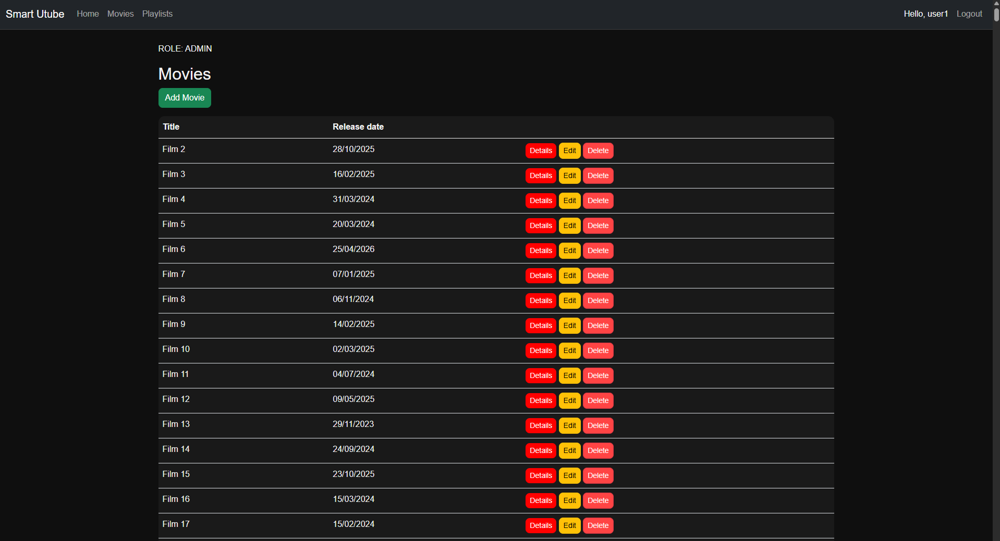 Smart Utube Home Movies Playlists Hello, user1 Logout
ROLE: ADMIN
Movies
Add Movie
Title Release date
Film 2 28/10/2025 Details Edit Delete
Film 3 16/02/2025 Details Edit Delete
Film 4 31/03/2024 Details Edit Delete
Film 5 20/03/2024 Details Edit Delete
Film 6 25/04/2026 Details Edit Delete
Film 7 07/01/2025 Details Edit Delete
Film 8 06/11/2024 Details Edit Delete
Film 9 14/02/2025 Details Edit Delete
Film 10 02/03/2025 Details Edit Delete
Film 11 04/07/2024 Details Edit Delete
Film 12 09/05/2025 Details Edit Delete
Film 13 29/11/2023 Details Edit Delete
Film 14 24/09/2024 Details Edit Delete
Film 15 23/10/2025 Details Edit Delete
Film 16 15/03/2024 Details Edit Delete
Film 17 15/02/2024 Details Edit Delete